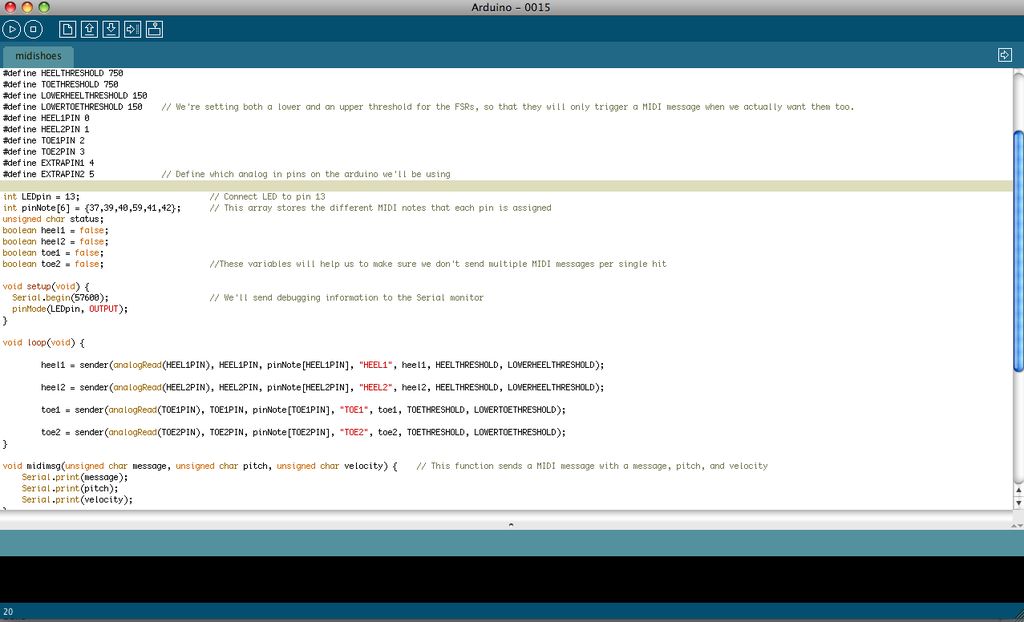 Arduino - 0015
midishoes
#define HEELTHRESHOLD 750
#define TOETHRESHOLD 750
#define LOWERHEELTHRESHOLD 150
#define LOWERTOETHRESHOLD 150 // We're setting both a lower and an upper threshold for the FSRs, so that they will only trigger a MIDI message when we actually want them too.
#define HEEL1PIN 0
#define HEEL2PIN 1
#define TOE1PIN 2
#define TOE2PIN 3
#define EXTRAPIN1 4
#define EXTRAPIN2 5 // Define which analog in pins on the arduino we'll be using
int LEDpin = 13; // Connect LED to pin 13
int pinNote[6] = {37,39,40,59,41,42}; // This array stores the different MIDI notes that each pin is assigned
unsigned char status;
boolean heel1 = false;
boolean heel2 = false;
boolean toe1 = false;
boolean toe2 = false; //These variables will help us to make sure we don't send multiple MIDI messages per single hit
void setup(void) {
Serial.begin(57600); // We'll send debugging information to the Serial monitor
pinMode(LEDpin, OUTPUT);
}
void loop(void) {
heel1 = sender(analogRead(HEEL1PIN), HEEL1PIN, pinNote[HEEL1PIN], "HEEL1", heel1, HEELTHRESHOLD, LOWERHEELTHRESHOLD);
heel2 = sender(analogRead(HEEL2PIN), HEEL2PIN, pinNote[HEEL2PIN], "HEEL2", heel2, HEELTHRESHOLD, LOWERHEELTHRESHOLD);
toe1 = sender(analogRead(TOE1PIN), TOE1PIN, pinNote[TOE1PIN], "TOE1", toe1, TOETHRESHOLD, LOWERTOETHRESHOLD);
toe2 = sender(analogRead(TOE2PIN), TOE2PIN, pinNote[TOE2PIN], "TOE2", toe2, TOETHRESHOLD, LOWERTOETHRESHOLD);
}
void midimsg(unsigned char message, unsigned char pitch, unsigned char velocity) { // This function sends a MIDI message with a message, pitch, and velocity
Serial.print(message);
Serial.print(pitch);
Serial.print(velocity);
20